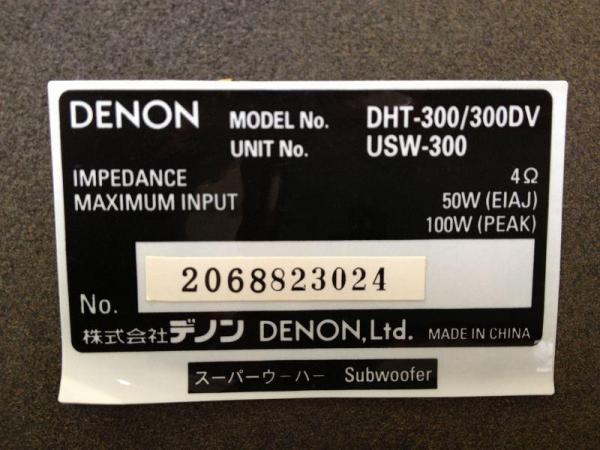 DENON MODEL No. DHT-300/300DV
UNIT No. USW-300
IMPEDANCE 4Ω
MAXIMUM INPUT 50W (EIAJ)
100W (PEAK)
No. 2068823024
株式会社デノン DENON, Ltd. MADE IN CHINA
スーパーウーハー Subwoofer